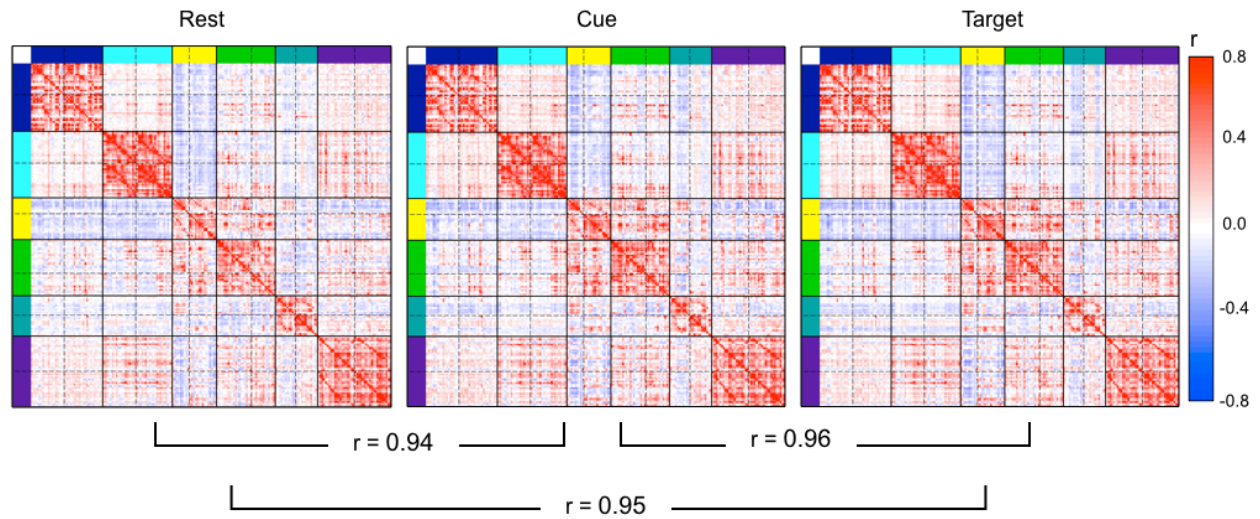 Rest
Cue
Target
r
0.8
0.4
0.0
-0.4
-0.8
r = 0.94
r = 0.96
r = 0.95